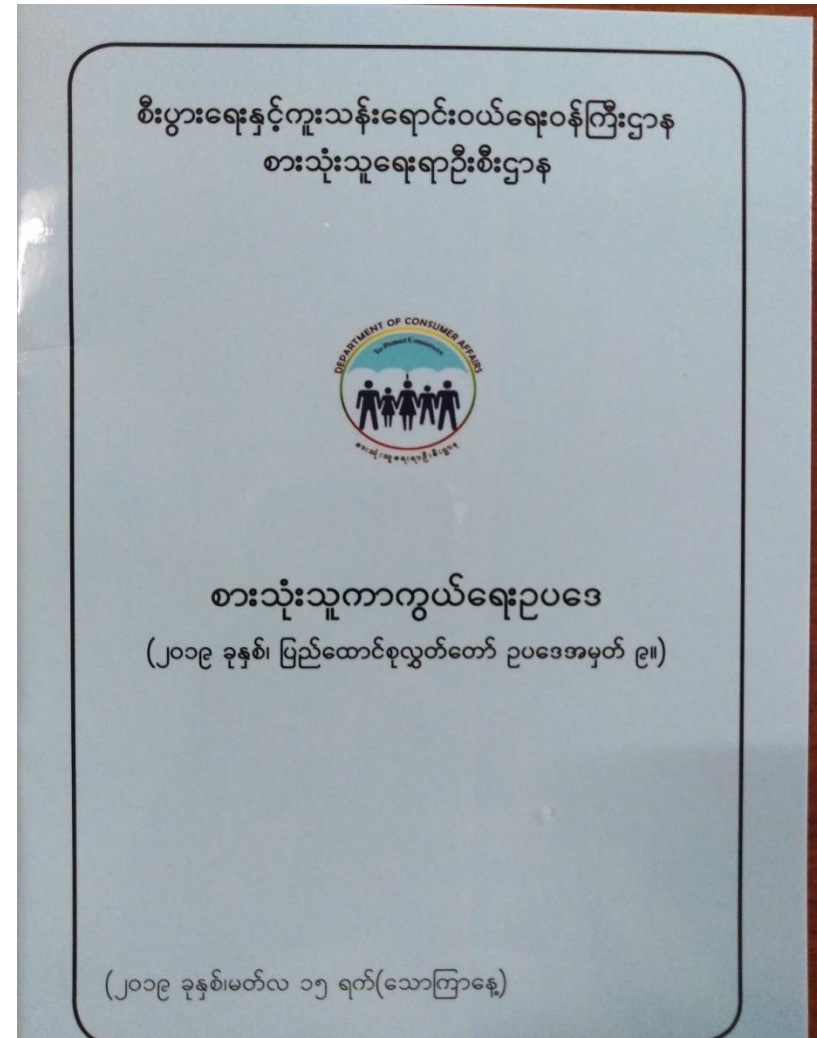 စီးပွားရေးနှင့်ကူးသန်းရောင်းဝယ်ရေးဝန်ကြီးဌာန
စားသုံးသူရေးရာဦးစီးဌာန
DEPARTMENT OF CONSUMER AFFAIRS
To Protect Consumers
စားသုံးသူရေးရာဦးစီးဌာန
စားသုံးသူကာကွယ်ရေးဥပဒေ
(၂၀၁၉ ခုနှစ်၊ ပြည်ထောင်စုလွှတ်တော် ဥပဒေအမှတ် ၉။)
(၂၀၁၉ ခုနှစ်၊မတ်လ ၁၅ ရက်(သောကြာနေ့)